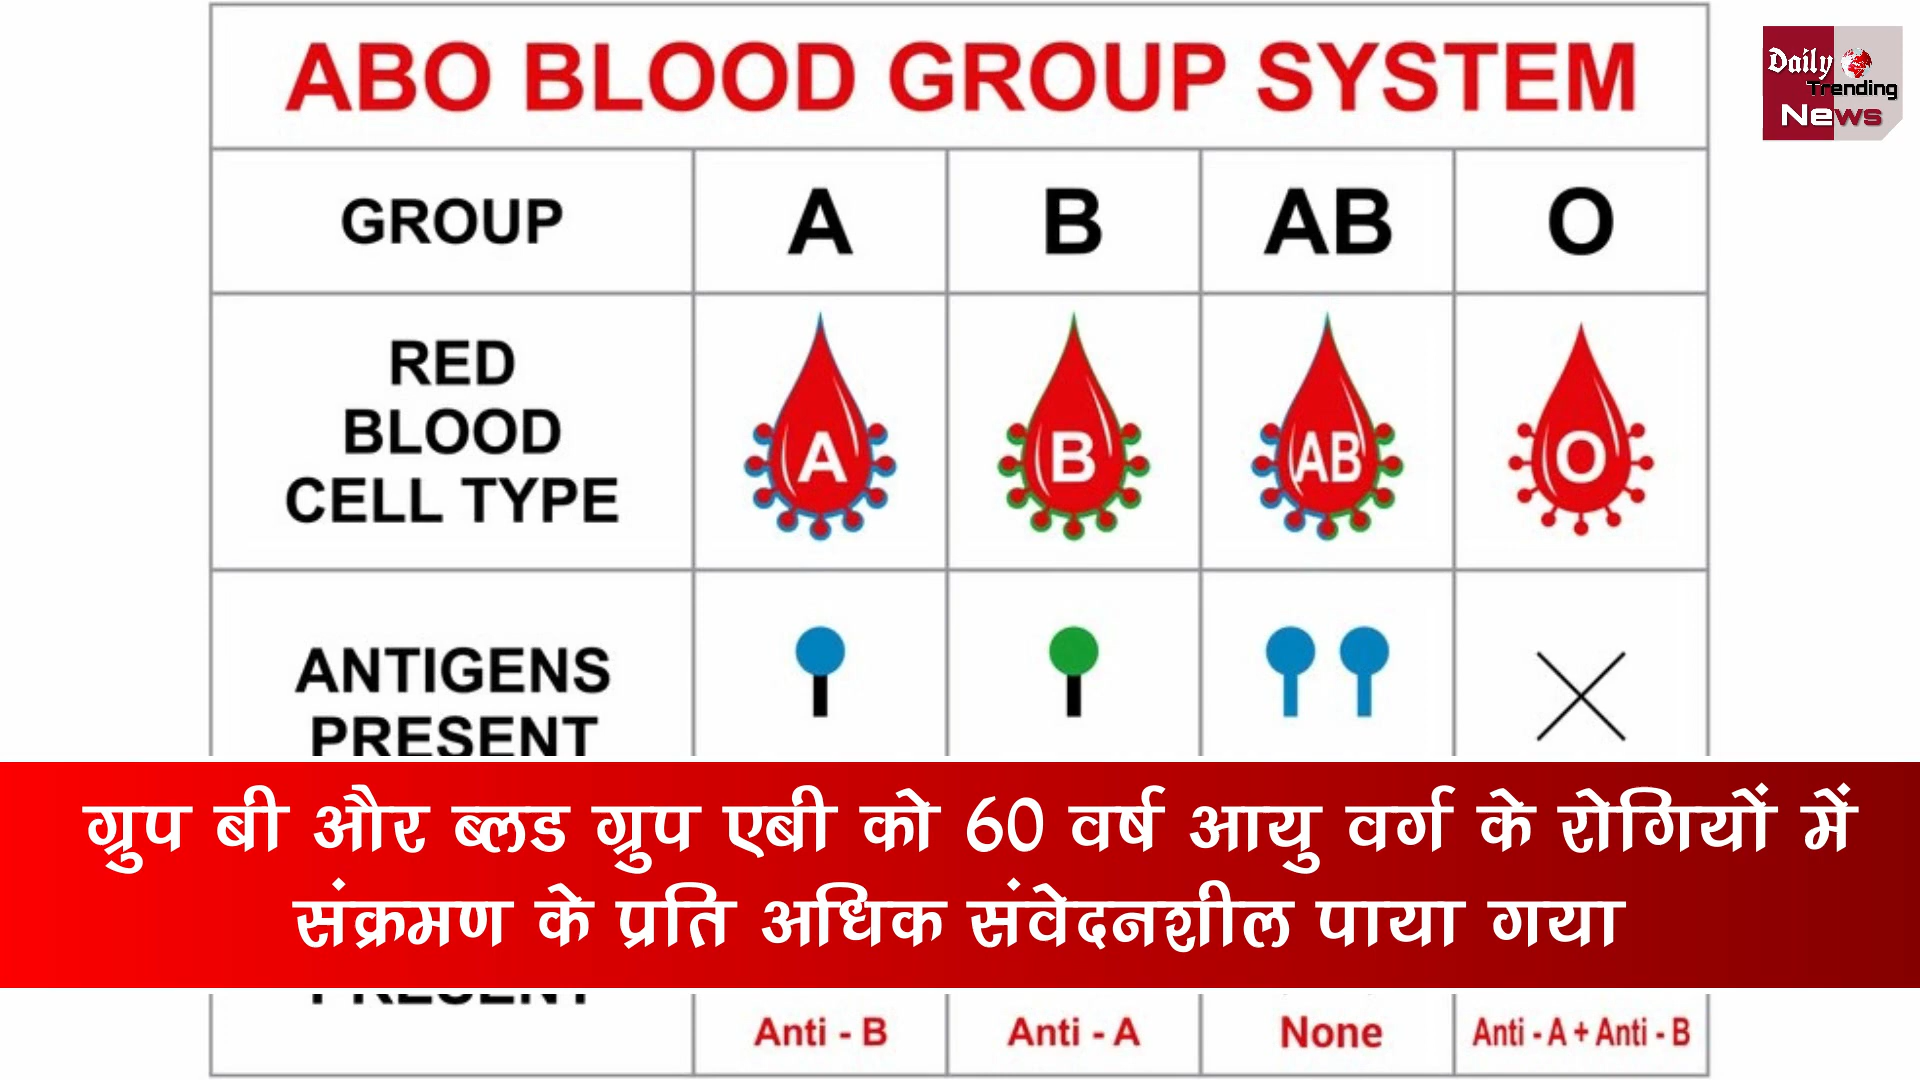 ABO BLOOD GROUP SYSTEM
Daily
Trending
News
GROUP A B AB O
RED
BLOOD
CELL TYPE
A B AB O
ANTIGENS
PRESENT
ग्रुप बी और ब्लड ग्रुप एबी को 60 वर्ष आयु वर्ग के रोगियों में
संक्रमण के प्रति अधिक संवेदनशील पाया गया
PRESENT
Anti - B Anti - A None Anti - A + Anti - B